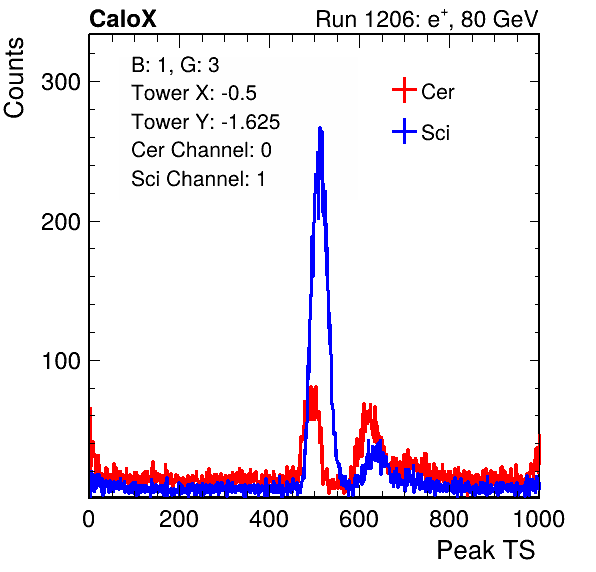 CaloX Run 1206: e⁺, 80 GeV
Counts
B: 1, G: 3
Tower X: -0.5
Tower Y: -1.625
Cer Channel: 0
Sci Channel: 1
Cer
Sci
300
200
100
0 200 400 600 800 1000
Peak TS